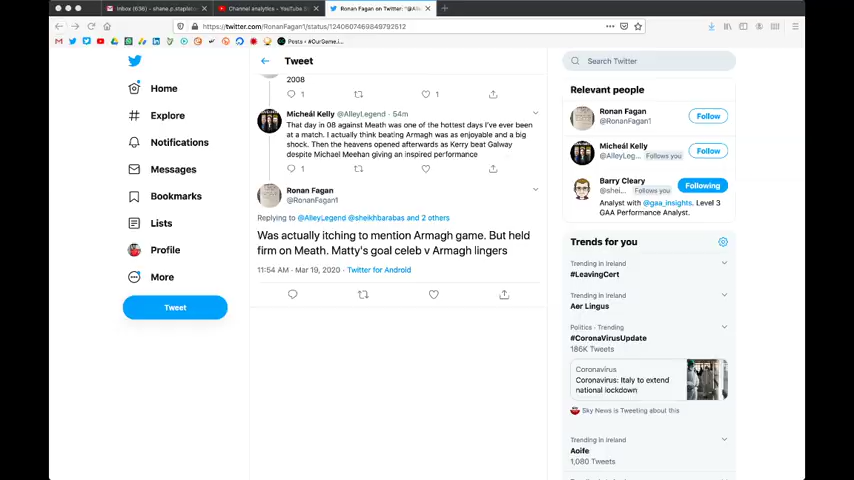 Inbox (636) - shane.p.stapleto
Channel analytics - YouTube S
Ronan Fagan on Twitter: "@Alle
https://twitter.com/RonanFagan1/status/1240607469849792512
Posts • #OurGame.i...
Home
Explore
Notifications
Messages
Bookmarks
Lists
Profile
More
Tweet
Tweet
2008
1
1
Micheál Kelly @AlleyLegend · 54m
That day in 08 against Meath was one of the hottest days I've ever been
at a match. I actually think beating Armagh was as enjoyable and a big
shock. Then the heavens opened afterwards as Kerry beat Galway
despite Michael Meehan giving an inspired performance
1
Ronan Fagan
@RonanFagan1
Replying to @AlleyLegend @sheikhbarabas and 2 others
Was actually itching to mention Armagh game. But held
firm on Meath. Matty's goal celeb v Armagh lingers
11:54 AM · Mar 19, 2020 · Twitter for Android
Search Twitter
Relevant people
Ronan Fagan
@RonanFagan1
Follow
Micheál Kelly
@AlleyLeg... Follows you
Follow
Barry Cleary
@shei... Follows you
Following
Analyst with @gaa_insights. Level 3
GAA Performance Analyst.
Trends for you
Trending in Ireland
#LeavingCert
Trending in Ireland
Aer Lingus
Politics · Trending
#CoronaVirusUpdate
186K Tweets
Coronavirus
Coronavirus: Italy to extend
national lockdown
Sky News is Tweeting about this
Trending in Ireland
Aoife
1,080 Tweets